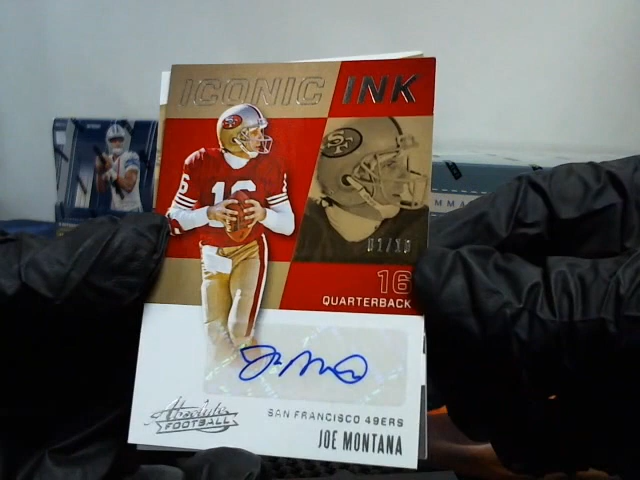 ICONIC INK
16
01/10
16
QUARTERBACK
Absolute
FOOTBALL
SAN FRANCISCO 49ERS
JOE MONTANA